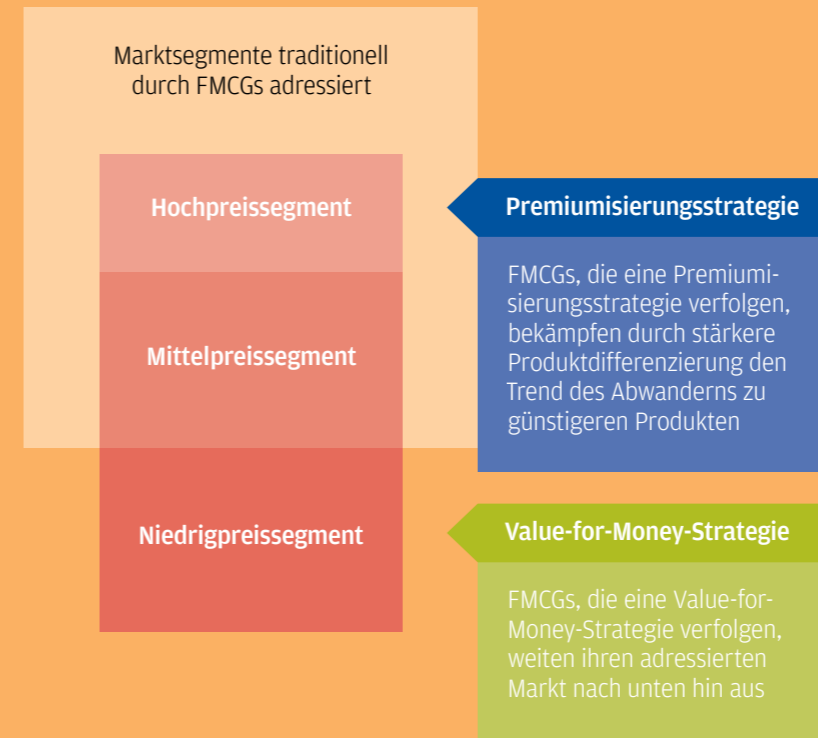 Marktsegmente traditionell
durch FMCGs adressiert
Hochpreissegment
Mittelpreissegment
Niedrigpreissegment
Premiumisierungsstrategie
FMCGs, die eine Premiumi-
sierungsstrategie verfolgen,
bekämpfen durch stärkere
Produktdifferenzierung den
Trend des Abwanderns zu
günstigeren Produkten
Value-for-Money-Strategie
FMCGs, die eine Value-for-
Money-Strategie verfolgen,
weiten ihren adressierten
Markt nach unten hin aus